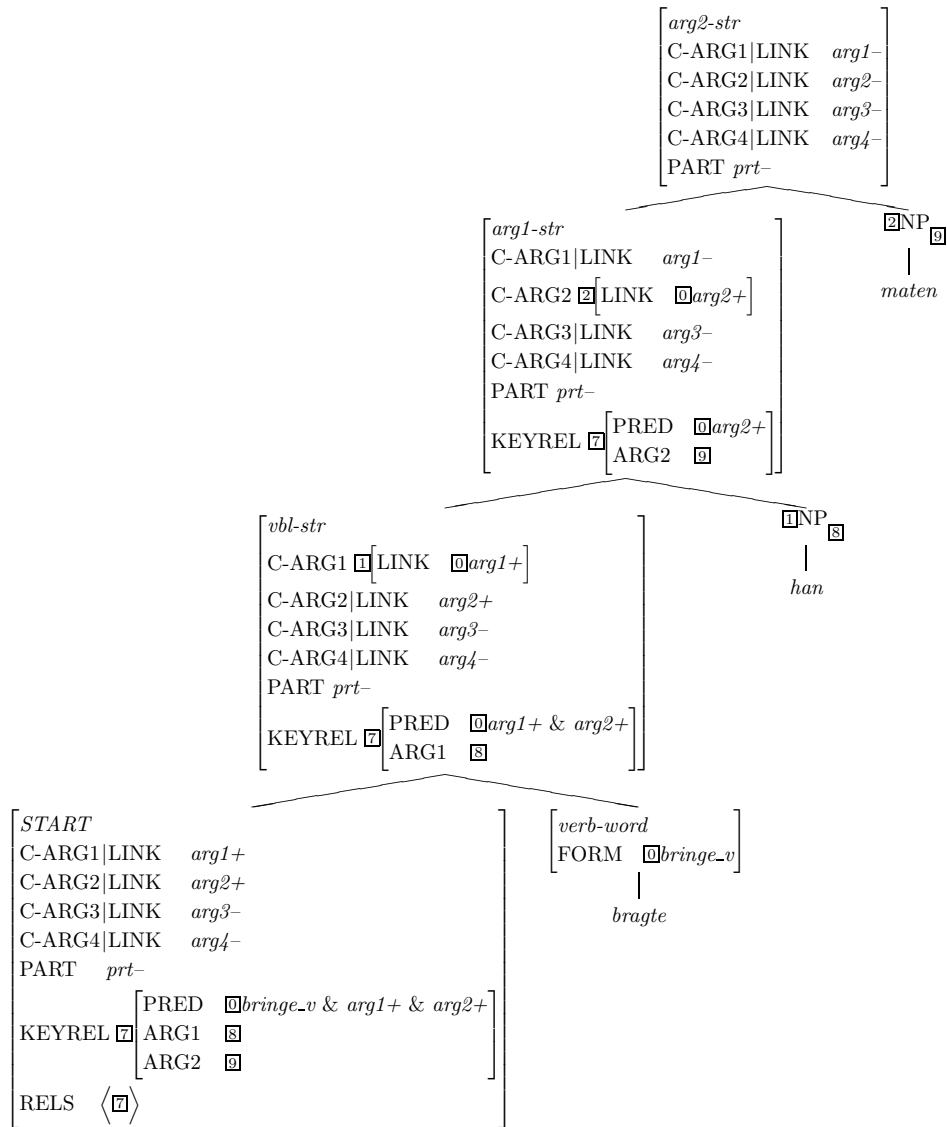 arg2-str
C-ARG1|LINK arg1–
C-ARG2|LINK arg2–
C-ARG3|LINK arg3–
C-ARG4|LINK arg4–
PART prt–
arg1-str
C-ARG1|LINK arg1–
C-ARG2 2 LINK 0 arg2+
C-ARG3|LINK arg3–
C-ARG4|LINK arg4–
PART prt–
KEYREL 7 PRED 0 arg2+
ARG2 9
2 NP 9
maten
vbl-str
C-ARG1 1 LINK 0 arg1+
C-ARG2|LINK arg2+
C-ARG3|LINK arg3–
C-ARG4|LINK arg4–
PART prt–
KEYREL 7 PRED 0 arg1+ & arg2+
ARG1 8
1 NP 8
han
START
C-ARG1|LINK arg1+
C-ARG2|LINK arg2+
C-ARG3|LINK arg3–
C-ARG4|LINK arg4–
PART prt–
KEYREL 7 PRED 0 bringe_v & arg1+ & arg2+
ARG1 8
ARG2 9
RELS ⟨7⟩
verb-word
FORM 0 bringe_v
bragte